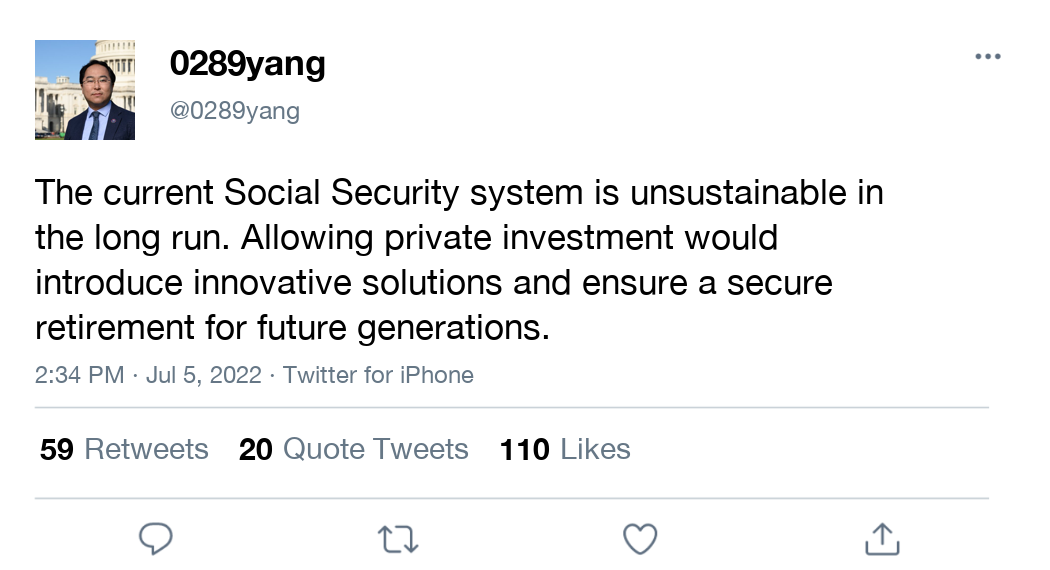 0289yang
@0289yang
The current Social Security system is unsustainable in
the long run. Allowing private investment would
introduce innovative solutions and ensure a secure
retirement for future generations.
2:34 PM · Jul 5, 2022 · Twitter for iPhone
59 Retweets 20 Quote Tweets 110 Likes